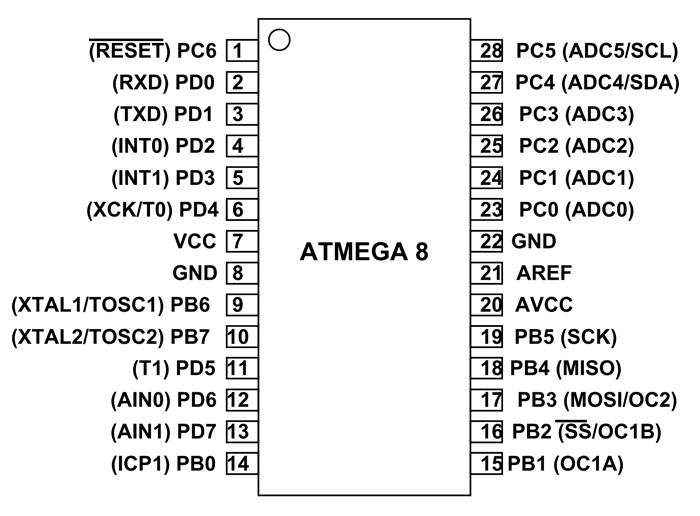 (RESET) PC6 1
(RXD) PD0 2
(TXD) PD1 3
(INT0) PD2 4
(INT1) PD3 5
(XCK/T0) PD4 6
VCC 7
GND 8
(XTAL1/TOSC1) PB6 9
(XTAL2/TOSC2) PB7 10
(T1) PD5 11
(AIN0) PD6 12
(AIN1) PD7 13
(ICP1) PB0 14
ATMEGA 8
28 PC5 (ADC5/SCL)
27 PC4 (ADC4/SDA)
26 PC3 (ADC3)
25 PC2 (ADC2)
24 PC1 (ADC1)
23 PC0 (ADC0)
22 GND
21 AREF
20 AVCC
19 PB5 (SCK)
18 PB4 (MISO)
17 PB3 (MOSI/OC2)
16 PB2 (SS/OC1B)
15 PB1 (OC1A)